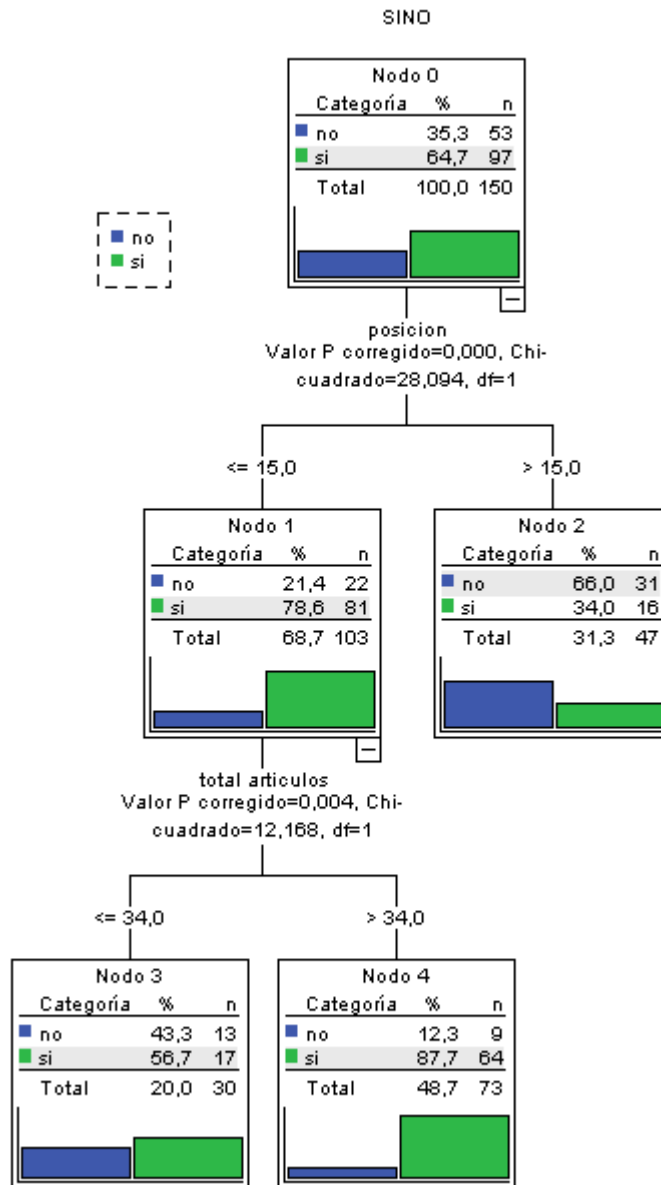 SINO
Nodo 0
Categoría % n
no 35,3 53
si 64,7 97
Total 100,0 150
no
si
posicion
Valor P corregido=0,000, Chi-
cuadrado=28,094, df=1
<= 15,0
> 15,0
Nodo 1
Categoría % n
no 21,4 22
si 78,6 81
Total 68,7 103
Nodo 2
Categoría % n
no 66,0 31
si 34,0 16
Total 31,3 47
total articulos
Valor P corregido=0,004, Chi-
cuadrado=12,168, df=1
<= 34,0
> 34,0
Nodo 3
Categoría % n
no 43,3 13
si 56,7 17
Total 20,0 30
Nodo 4
Categoría % n
no 12,3 9
si 87,7 64
Total 48,7 73